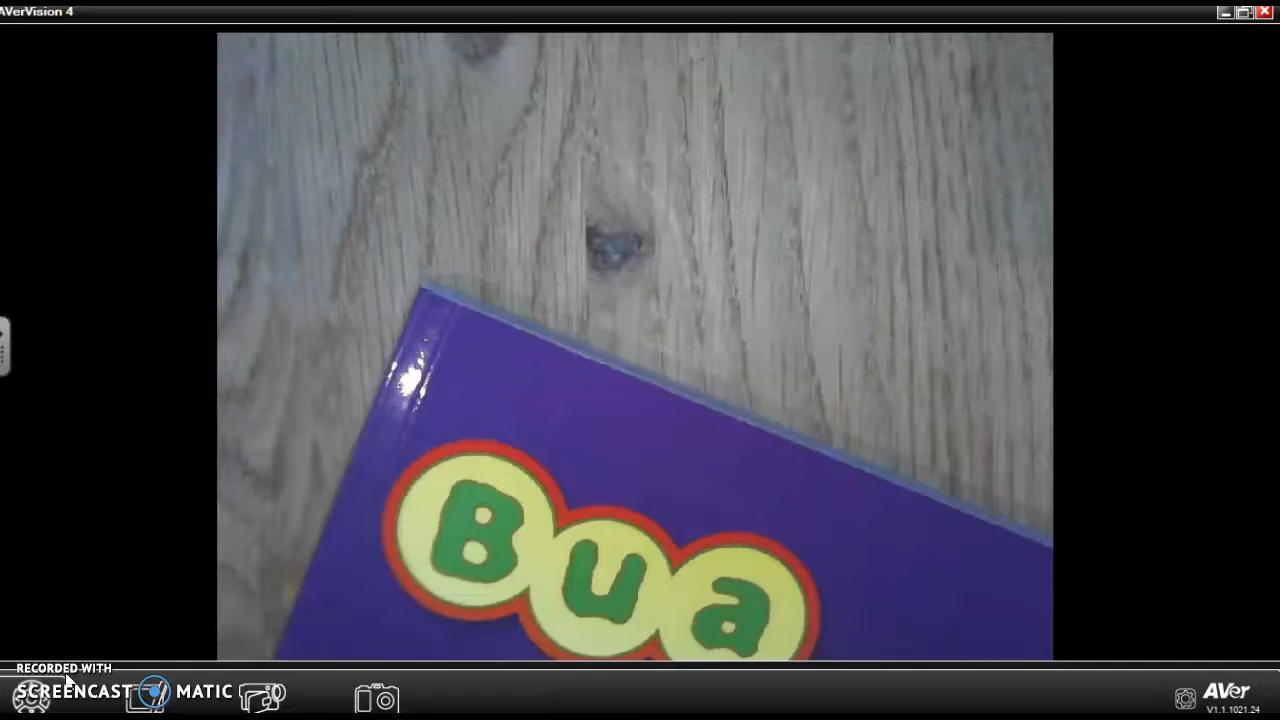 AVerVision 4
Bua
RECORDED WITH
SCREENCAST MATIC
AVer
V1.1.1021.24